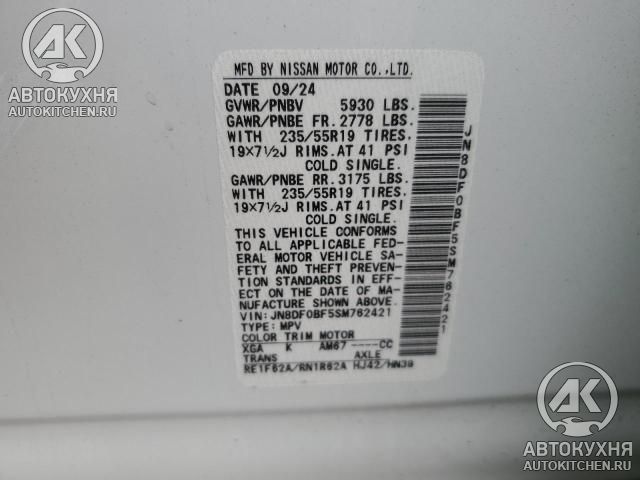 АВТОКУХНЯ
AUTOKITCHEN.RU
MFD BY NISSAN MOTOR CO.,LTD.
DATE 09/24
GVWR/PNBV 5930 LBS.
GAWR/PNBE FR. 2778 LBS.
WITH 235/55R19 TIRES.
19×7½J RIMS.AT 41 PSI
COLD SINGLE.
GAWR/PNBE RR. 3175 LBS.
WITH 235/55R19 TIRES.
19×7½J RIMS.AT 41 PSI
COLD SINGLE.
THIS VEHICLE CONFORMS
TO ALL APPLICABLE FED-
ERAL MOTOR VEHICLE SA-
FETY AND THEFT PREVEN-
TION STANDARDS IN EFF-
ECT ON THE DATE OF MA-
NUFACTURE SHOWN ABOVE.
VIN: JN8DF0BF5SM762421
TYPE: MPV
COLOR TRIM MOTOR
XGA K AM67 ----CC
TRANS AXLE
RE1F62A/RN1R62A HJ42/HN39
JN8DF0BF5SM762421
АВТОКУХНЯ
AUTOKITCHEN.RU